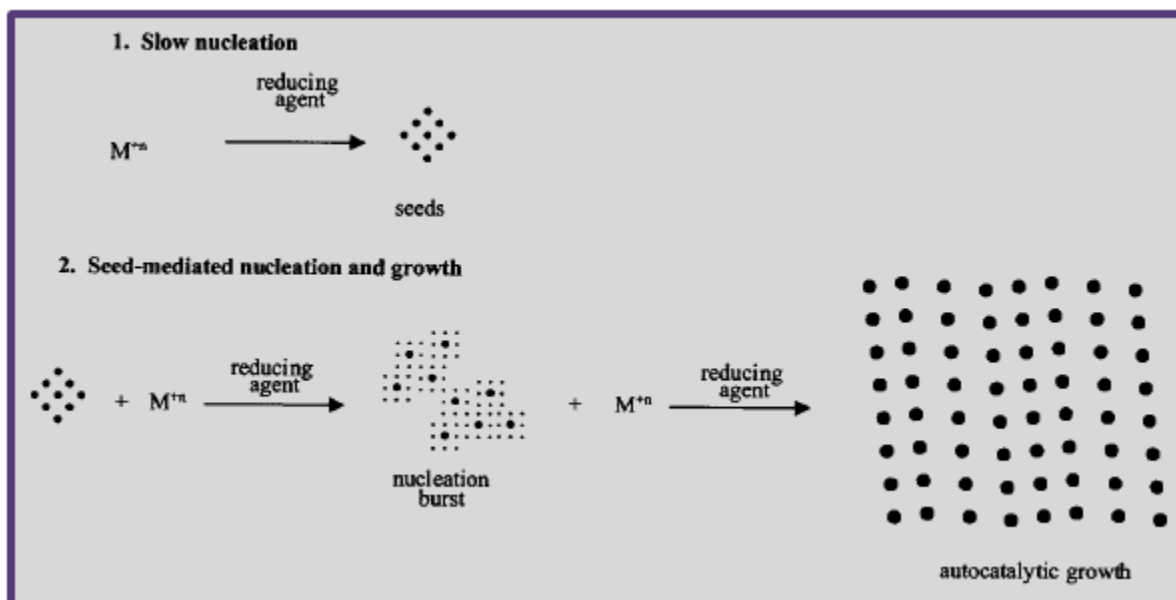 1. Slow nucleation
reducing
agent
M⁺ⁿ
seeds
2. Seed-mediated nucleation and growth
+ M⁺ⁿ
reducing
agent
nucleation
burst
+ M⁺ⁿ
reducing
agent
autocatalytic growth